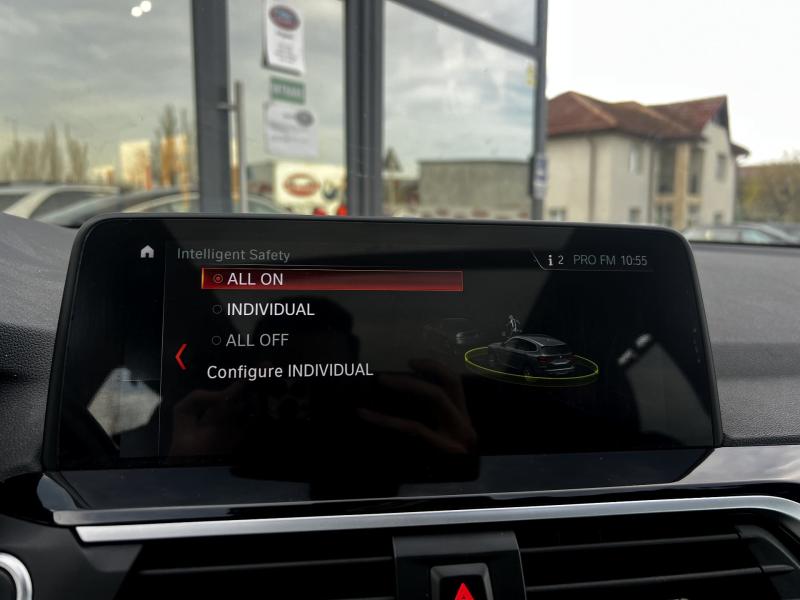 Intelligent Safety
i 2 PRO FM 10:55
ALL ON
INDIVIDUAL
ALL OFF
Configure INDIVIDUAL